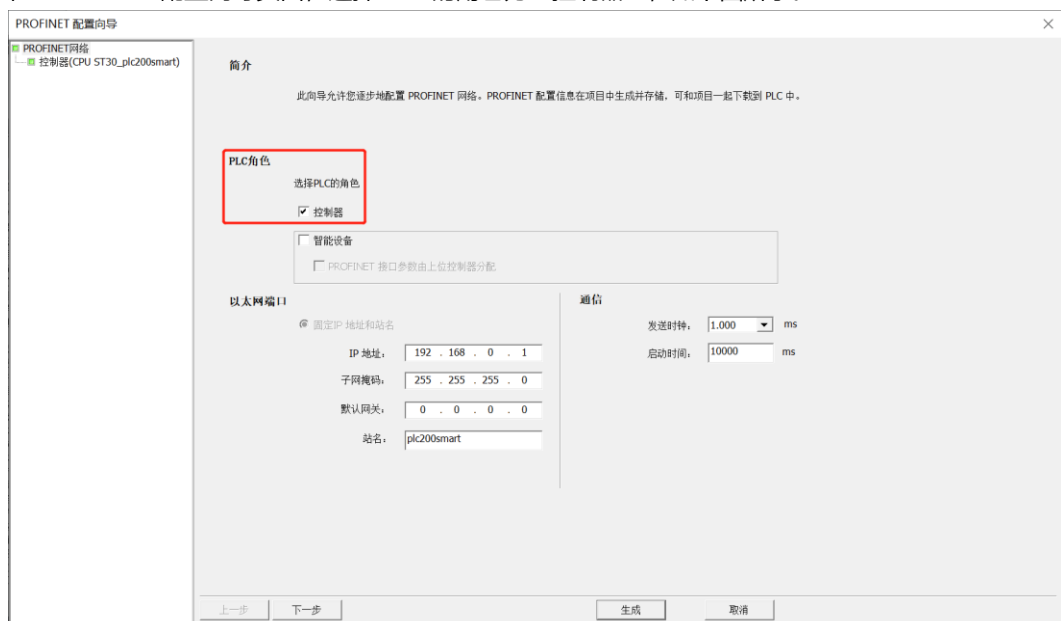 PROFINET 配置向导
PROFINET网络
控制器(CPU ST30_plc200smart)
简介
此向导允许您逐步地配置 PROFINET 网络。PROFINET 配置信息在项目中生成并存储，可和项目一起下载到 PLC 中。
PLC角色
选择PLC的角色
控制器
智能设备
PROFINET 接口参数由上位控制器分配
以太网端口
固定IP 地址和站名
IP 地址：
192 . 168 . 0 . 1
子网掩码：
255 . 255 . 255 . 0
默认网关：
0 . 0 . 0 . 0
站名：
plc200smart
通信
发送时钟：
1.000
ms
启动时间：
10000
ms
上一步
下一步
生成
取消